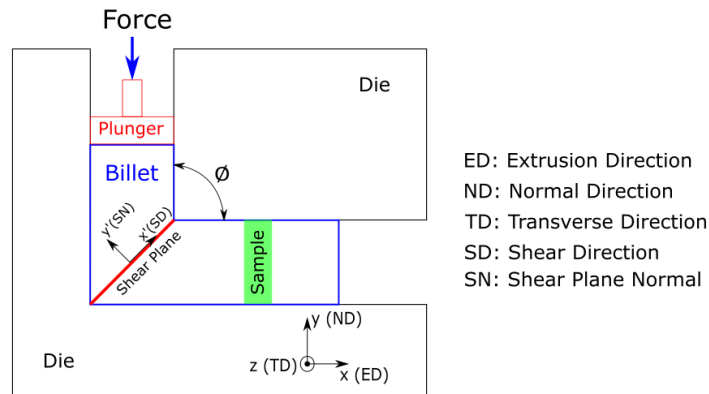 Force
Die
Plunger
Billet
Ø
y'(SN)
x'(SD)
Shear Plane
Sample
y (ND)
z (TD)
x (ED)
Die
ED: Extrusion Direction
ND: Normal Direction
TD: Transverse Direction
SD: Shear Direction
SN: Shear Plane Normal